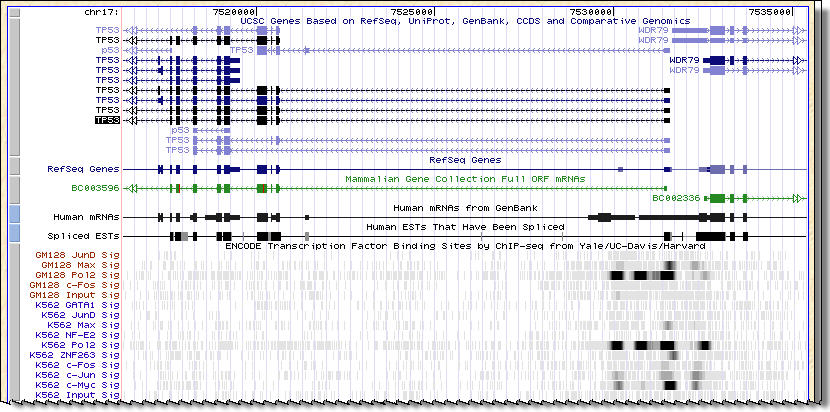 chr17: 7520000 7525000 7530000 7535000
UCSC Genes Based on RefSeq, UniProt, GenBank, CCDS and Comparative Genomics
TP53 WDR79
TP53 WDR79
p53 TP53
TP53 WDR79
TP53 WDR79
TP53
TP53
TP53
TP53
TP53
p53
TP53
TP53
RefSeq Genes
RefSeq Genes
Mammalian Gene Collection Full ORF mRNAs
BC003596
BC002336
Human mRNAs from GenBank
Human mRNAs
Human ESTs That Have Been Spliced
Spliced ESTs
ENCODE Transcription Factor Binding Sites by ChIP-seq from Yale/UC-Davis/Harvard
GM128 JunD Sig
GM128 Max Sig
GM128 Pol2 Sig
GM128 c-Fos Sig
GM128 Input Sig
K562 GATA1 Sig
K562 JunD Sig
K562 Max Sig
K562 NF-E2 Sig
K562 Pol2 Sig
K562 ZNF263 Sig
K562 c-Fos Sig
K562 c-Jun Sig
K562 c-Myc Sig
K562 Input Sig